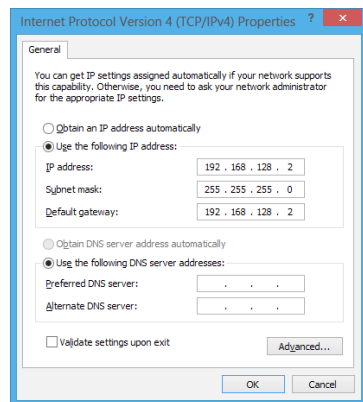 Internet Protocol Version 4 (TCP/IPv4) Properties ? ×
General
You can get IP settings assigned automatically if your network supports
this capability. Otherwise, you need to ask your network administrator
for the appropriate IP settings.
Obtain an IP address automatically
Use the following IP address:
IP address: 192 . 168 . 128 . 2
Subnet mask: 255 . 255 . 255 . 0
Default gateway: 192 . 168 . 128 . 2
Obtain DNS server address automatically
Use the following DNS server addresses:
Preferred DNS server: . . .
Alternate DNS server: . . .
Validate settings upon exit
Advanced...
OK Cancel